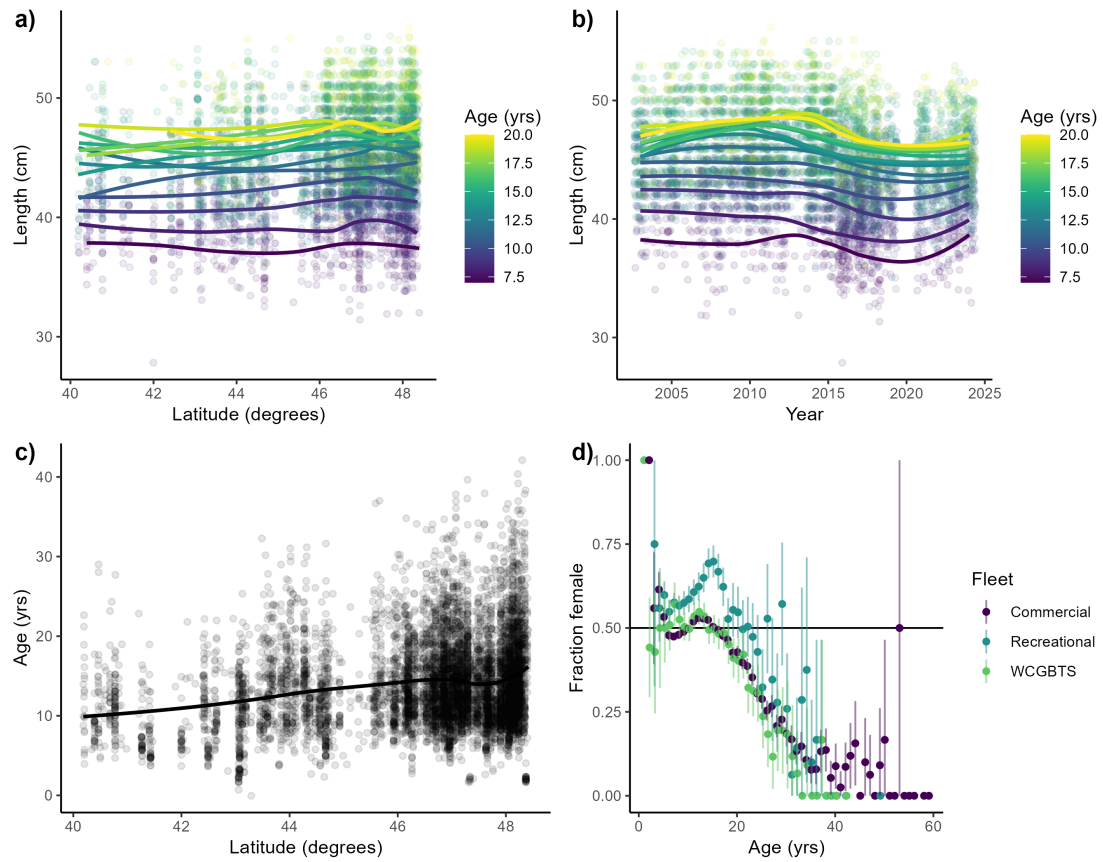 a)
Length (cm)
50
40
30
40 42 44 46 48
Latitude (degrees)
Age (yrs)
20.0
17.5
15.0
12.5
10.0
7.5
b)
Length (cm)
50
40
30
2005 2010 2015 2020 2025
Year
Age (yrs)
20.0
17.5
15.0
12.5
10.0
7.5
c)
Age (yrs)
40
30
20
10
0
40 42 44 46 48
Latitude (degrees)
d)
Fraction female
1.00
0.75
0.50
0.25
0.00
0 20 40 60
Age (yrs)
Fleet
Commercial
Recreational
WCGBTS